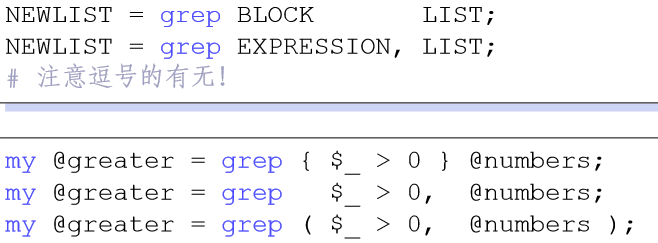 NEWLIST = grep BLOCK       LIST;
NEWLIST = grep EXPRESSION, LIST;
# 注意逗号的有无!
my @greater = grep { $_ > 0 } @numbers;
my @greater = grep   $_ > 0,  @numbers;
my @greater = grep ( $_ > 0,  @numbers );